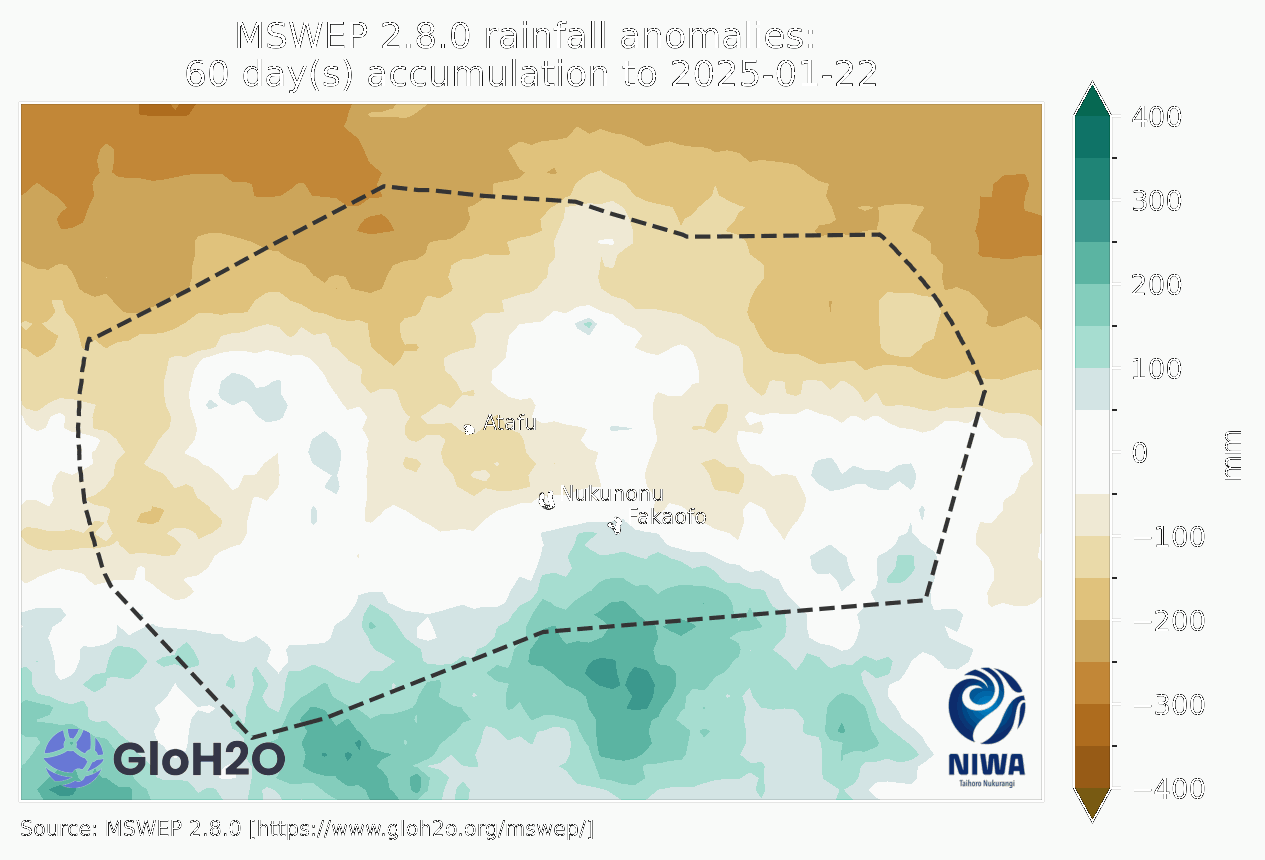 MSWEP 2.8.0 rainfall anomalies:
60 day(s) accumulation to 2025-01-22
400
300
200
100
0
−100
−200
−300
−400
mm
Atafu
Nukunonu
Fakaofo
GloH2O
NIWA
Taihoro Nukurangi
Source: MSWEP 2.8.0 [https://www.gloh2o.org/mswep/]